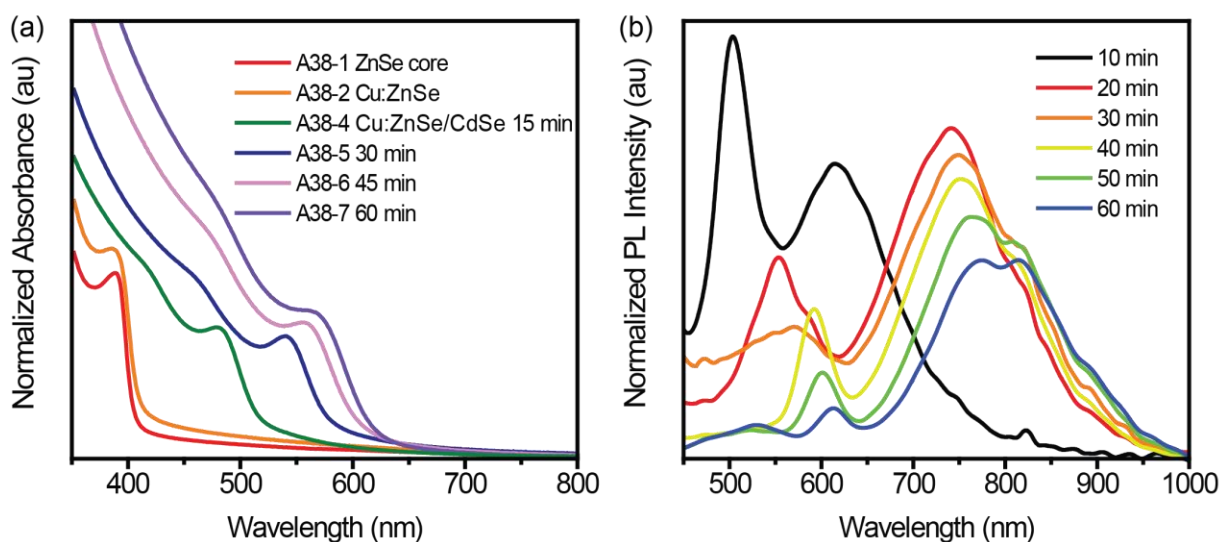 (a)
Normalized Absorbance (au)
A38-1 ZnSe core
A38-2 Cu:ZnSe
A38-4 Cu:ZnSe/CdSe 15 min
A38-5 30 min
A38-6 45 min
A38-7 60 min
400 500 600 700 800
Wavelength (nm)
(b)
Normalized PL Intensity (au)
10 min
20 min
30 min
40 min
50 min
60 min
500 600 700 800 900 1000
Wavelength (nm)